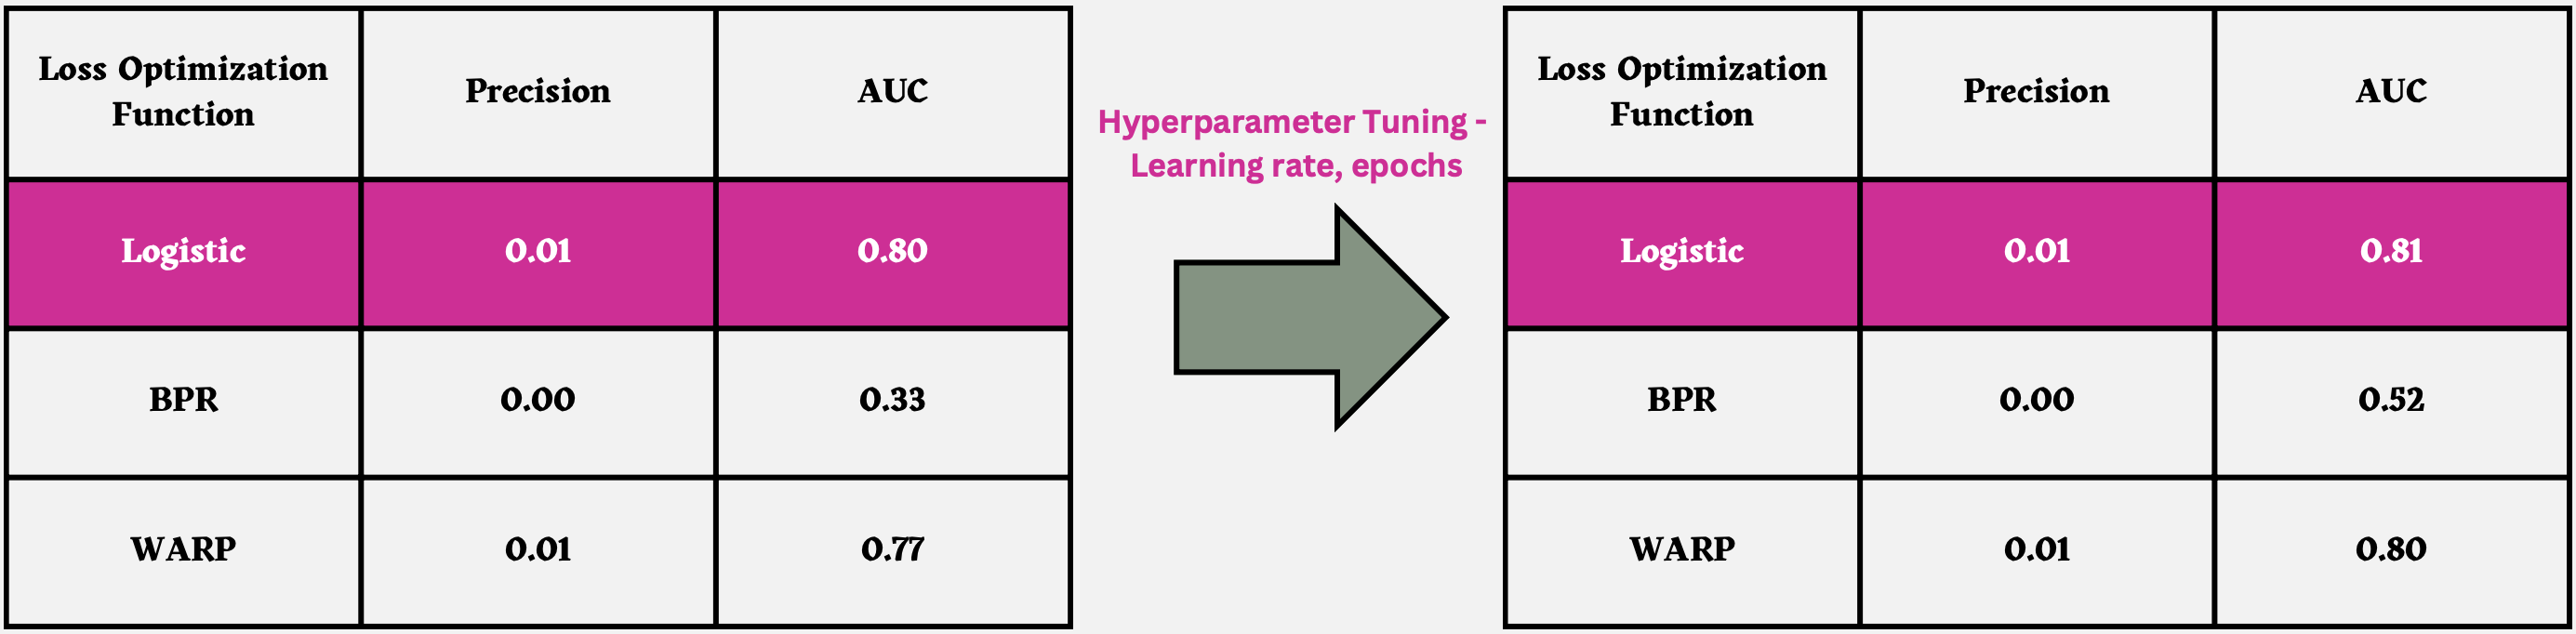 Loss Optimization
Function
Precision
AUC
Logistic
0.01
0.80
BPR
0.00
0.33
WARP
0.01
0.77
Hyperparameter Tuning -
Learning rate, epochs
Loss Optimization
Function
Precision
AUC
Logistic
0.01
0.81
BPR
0.00
0.52
WARP
0.01
0.80